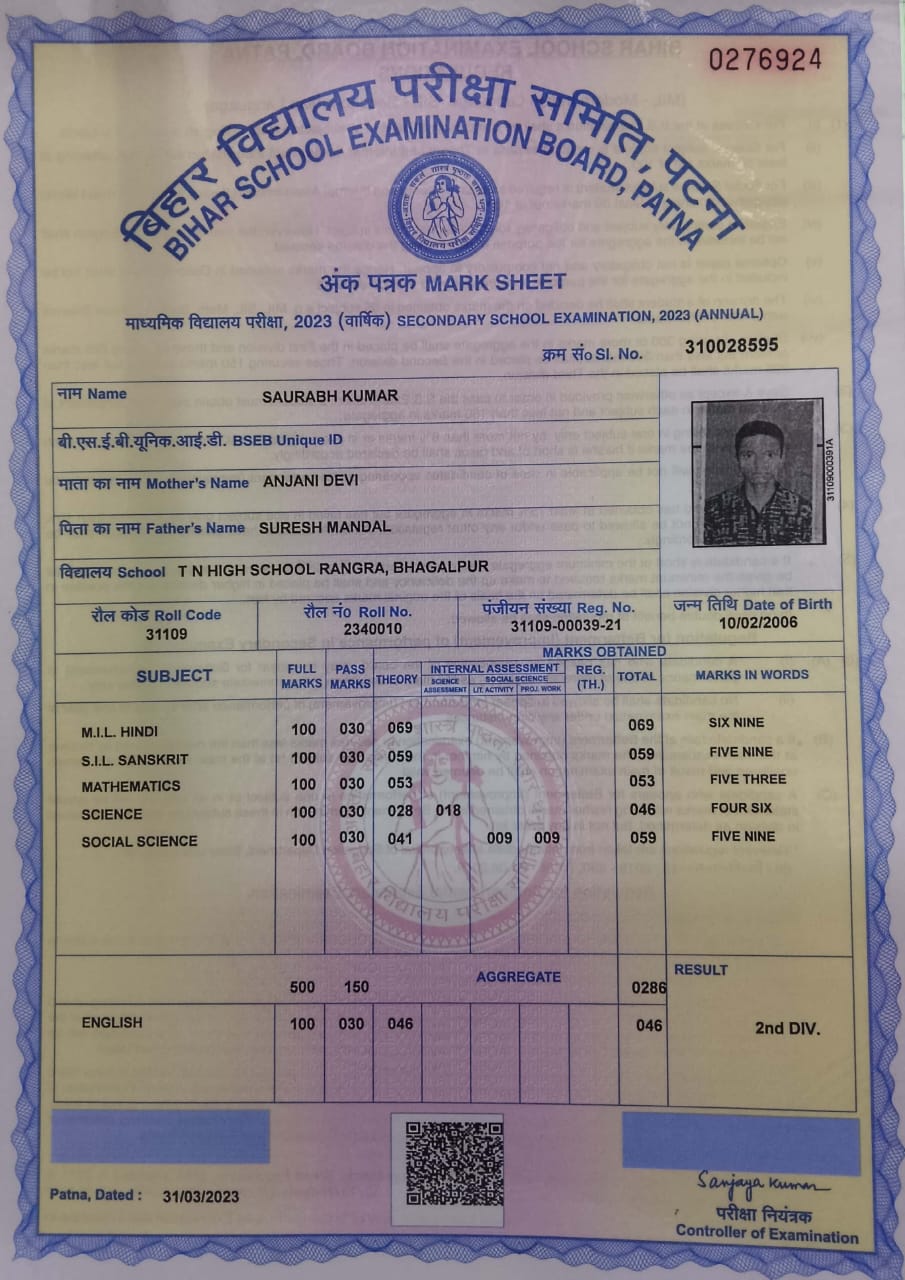 0276924
बिहार विद्यालय परीक्षा समिति, पटना
BIHAR SCHOOL EXAMINATION BOARD, PATNA
अंक पत्रक MARK SHEET
माध्यमिक विद्यालय परीक्षा, 2023 (वार्षिक) SECONDARY SCHOOL EXAMINATION, 2023 (ANNUAL)
क्रम सं० Sl. No. 310028595
नाम Name SAURABH KUMAR
बी.एस.ई.बी.यूनिक.आई.डी. BSEB Unique ID
माता का नाम Mother's Name ANJANI DEVI
पिता का नाम Father's Name SURESH MANDAL
विद्यालय School T N HIGH SCHOOL RANGRA, BHAGALPUR
31109000391A
रौल कोड Roll Code रौल नं० Roll No. पंजीयन संख्या Reg. No. जन्म तिथि Date of Birth
31109 2340010 31109-00039-21 10/02/2006
MARKS OBTAINED
SUBJECT FULL MARKS PASS MARKS THEORY INTERNAL ASSESSMENT REG. (TH.) TOTAL MARKS IN WORDS
SCIENCE ASSESSMENT SOCIAL SCIENCE
LIT. ACTIVITY PROJ. WORK
M.I.L. HINDI 100 030 069 069 SIX NINE
S.I.L. SANSKRIT 100 030 059 059 FIVE NINE
MATHEMATICS 100 030 053 053 FIVE THREE
SCIENCE 100 030 028 018 046 FOUR SIX
SOCIAL SCIENCE 100 030 041 009 009 059 FIVE NINE
बिहार विद्यालय परीक्षा समिति
500 150 AGGREGATE 0286 RESULT
ENGLISH 100 030 046 046 2nd DIV.
Patna, Dated : 31/03/2023
Sanjaya Kumar
परीक्षा नियंत्रक
Controller of Examination